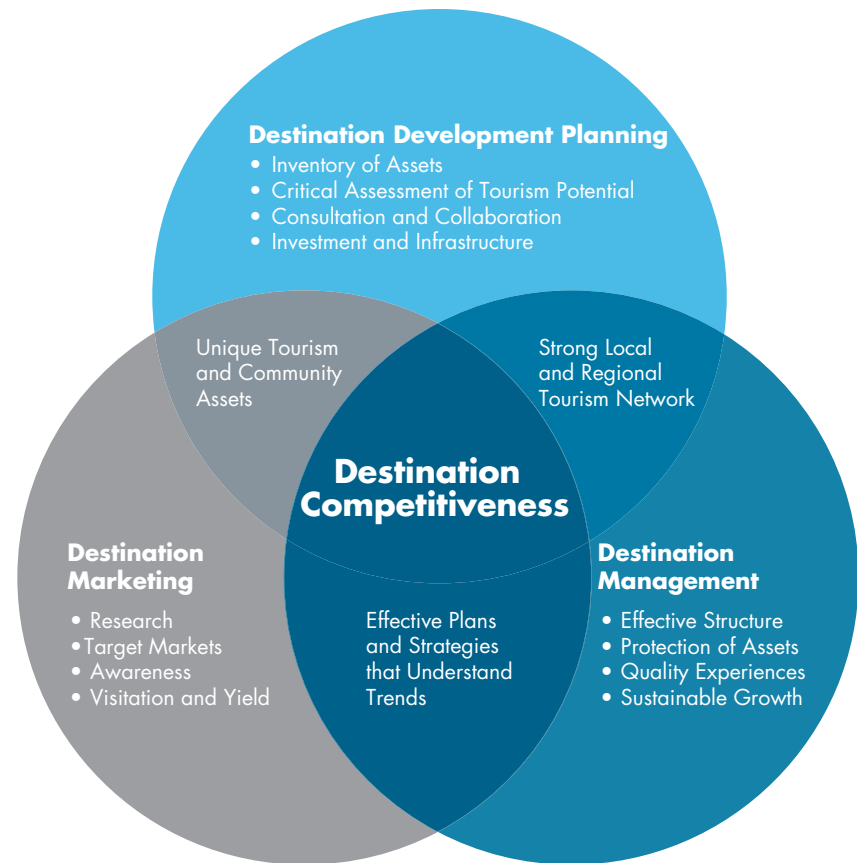 Destination Development Planning
• Inventory of Assets
• Critical Assessment of Tourism Potential
• Consultation and Collaboration
• Investment and Infrastructure
Unique Tourism
and Community
Assets
Strong Local
and Regional
Tourism Network
Destination
Competitiveness
Destination
Marketing
• Research
•Target Markets
• Awareness
• Visitation and Yield
Effective Plans
and Strategies
that Understand
Trends
Destination
Management
• Effective Structure
• Protection of Assets
• Quality Experiences
• Sustainable Growth